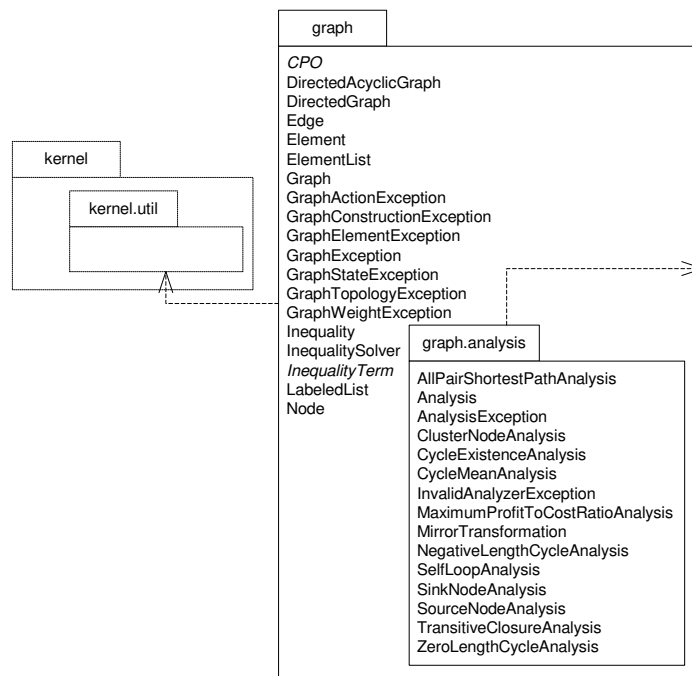 graph
CPO
DirectedAcyclicGraph
DirectedGraph
Edge
Element
ElementList
Graph
GraphActionException
GraphConstructionException
GraphElementException
GraphException
GraphStateException
GraphTopologyException
GraphWeightException
Inequality
InequalitySolver
InequalityTerm
LabeledList
Node
kernel
kernel.util
graph.analysis
AllPairShortestPathAnalysis
Analysis
AnalysisException
ClusterNodeAnalysis
CycleExistenceAnalysis
CycleMeanAnalysis
InvalidAnalyzerException
MaximumProfitToCostRatioAnalysis
MirrorTransformation
NegativeLengthCycleAnalysis
SelfLoopAnalysis
SinkNodeAnalysis
SourceNodeAnalysis
TransitiveClosureAnalysis
ZeroLengthCycleAnalysis